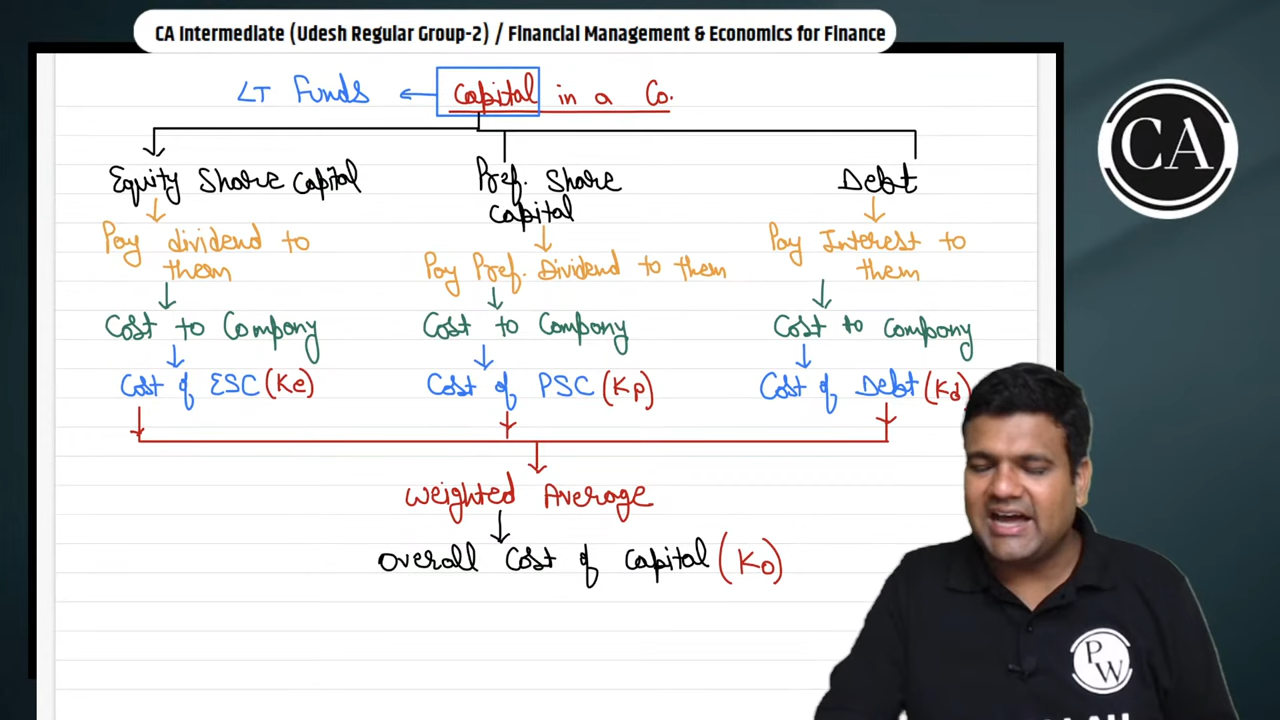 CA Intermediate (Udesh Regular Group-2) / Financial Management & Economics for Finance
LT Funds ← Capital in a Co.
CA
Equity Share Capital
Pref. Share
Capital
Debt
Pay dividend to
them
Pay Pref. Dividend to them
Pay Interest to
them
Cost to Company
Cost to Company
Cost to Company
Cost of ESC (Ke)
Cost of PSC (Kp)
Cost of Debt (Kd)
Weighted Average
Overall Cost of Capital (Ko)
P
W